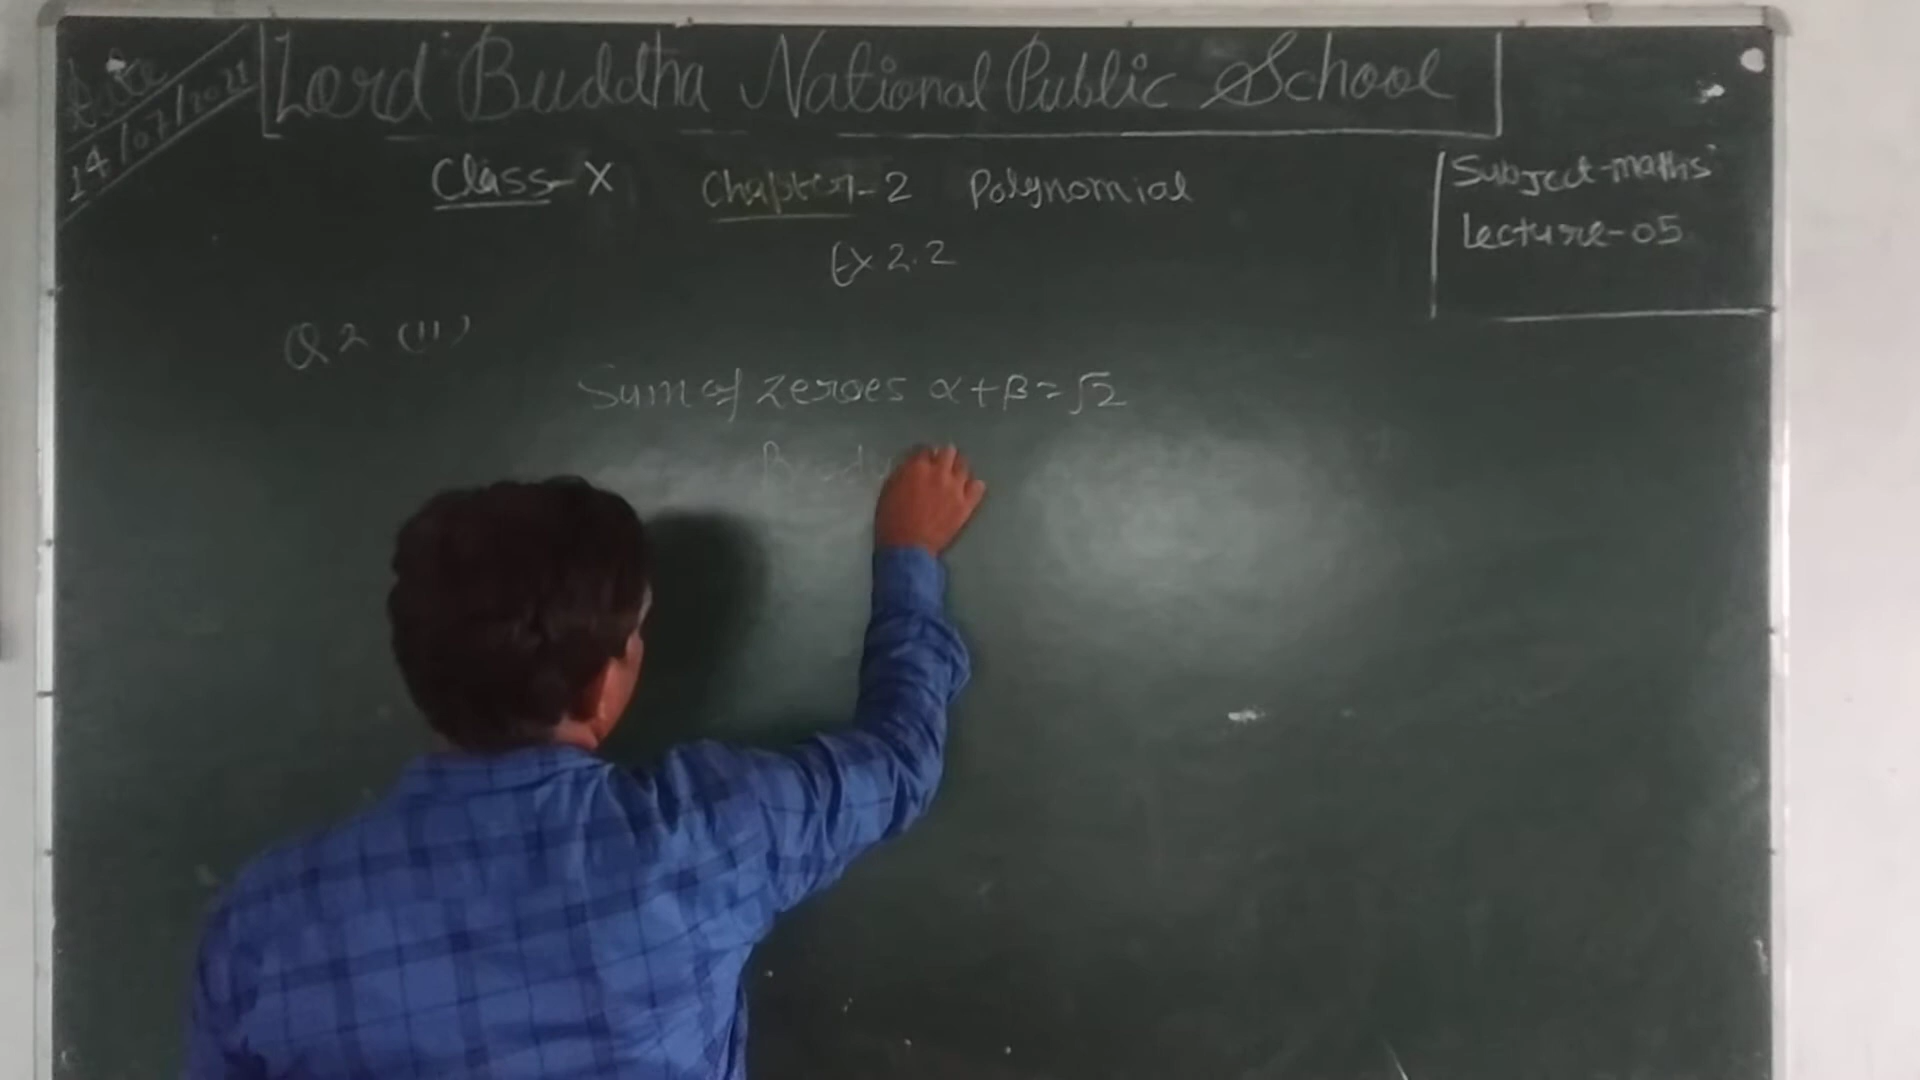 Date
14/07/2021
Lord Buddha National Public School
Class-X Chapter-2 Polynomial
Ex 2.2
Subject-maths
Lecture-05
Q2 (ii)
Sum of zeroes α+β=√2